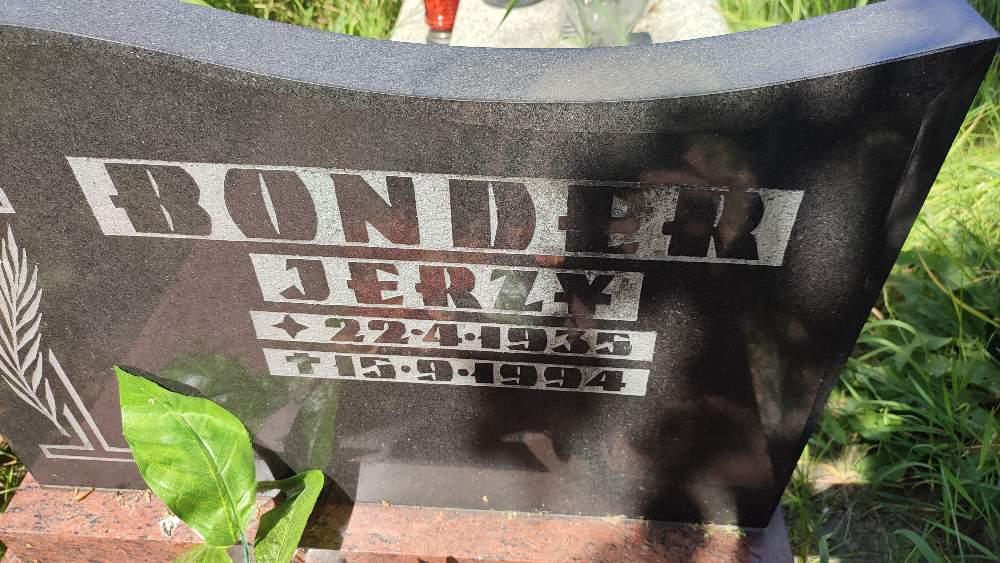 BONDER
JERZY
✦ 22·4·1935
✝ 15·9·1994